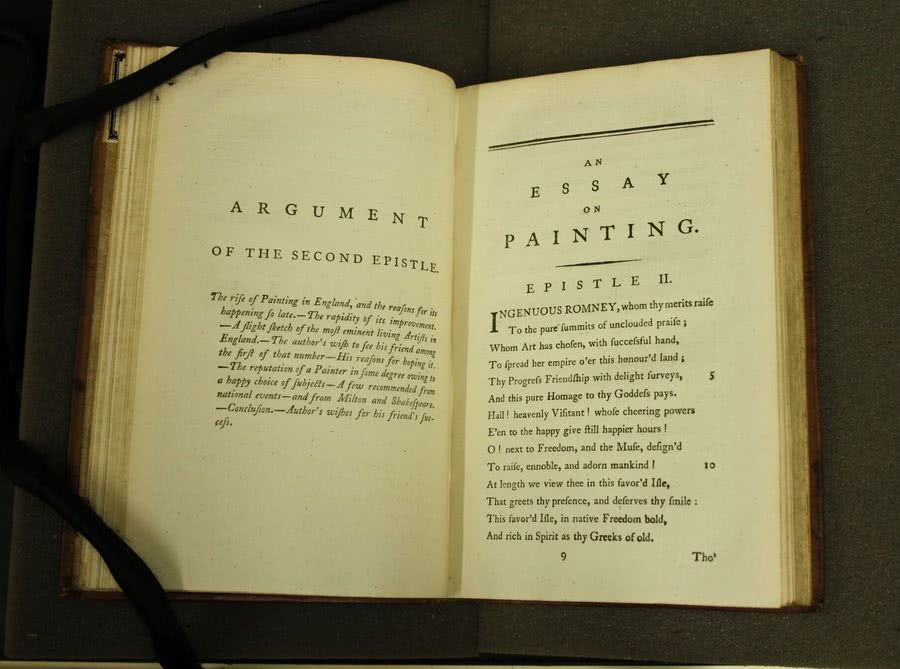 ARGUMENT
OF THE SECOND EPISTLE.
The riſe of Painting in England, and the reaſons for its
happening ſo late.—The rapidity of its improvement.
—A ſlight ſketch of the moſt eminent living Artiſts in
England.—The author's wiſh to ſee his friend among
the firſt of that number—His reaſons for hoping it.
—The reputation of a Painter in ſome degree owing to
a happy choice of ſubjects—A few recommended from
national events—and from Milton and Shakeſpeare.
—Concluſion.—Author's wiſhes for his friend's ſuc-
ceſs.
AN
ESSAY
ON
PAINTING.
EPISTLE II.
INGENUOUS ROMNEY, whom thy merits raiſe
To the pure ſummits of unclouded praiſe ;
Whom Art has choſen, with ſucceſsful hand,
To ſpread her empire o'er this honour'd land ;
Thy Progreſs Friendſhip with delight ſurveys, 5
And this pure Homage to thy Goddeſs pays.
Hail ! heavenly Viſitant ! whoſe cheering powers
E'en to the happy give ſtill happier hours !
O ! next to Freedom, and the Muſe, deſign'd
To raiſe, ennoble, and adorn mankind ! 10
At length we view thee in this favor'd Iſle,
That greets thy preſence, and deſerves thy ſmile :
This favor'd Iſle, in native Freedom bold,
And rich in Spirit as thy Greeks of old.
9 Tho'